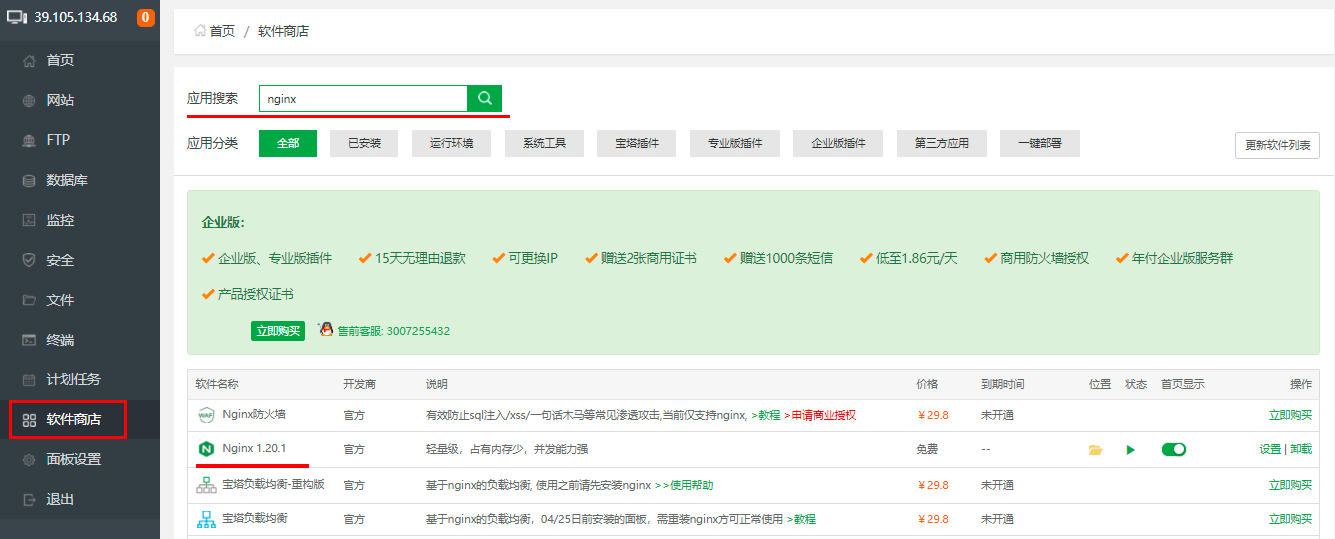 39.105.134.68 0
首页
网站
FTP
数据库
监控
安全
文件
终端
计划任务
软件商店
面板设置
退出
首页 / 软件商店
应用搜索 nginx
应用分类 全部 已安装 运行环境 系统工具 宝塔插件 专业版插件 企业版插件 第三方应用 一键部署 更新软件列表
企业版:
企业版、专业版插件 15天无理由退款 可更换IP 赠送2张商用证书 赠送1000条短信 低至1.86元/天 商用防火墙授权 年付企业版服务群
产品授权证书
立即购买 售前客服: 3007255432
软件名称 开发商 说明 价格 到期时间 位置 状态 首页显示 操作
WAF Nginx防火墙 官方 有效防止sql注入/xss/一句话木马等常见渗透攻击,当前仅支持nginx, >教程 >申请商业授权 ￥29.8 未开通 立即购买
N Nginx 1.20.1 官方 轻量级，占有内存少，并发能力强 免费 -- 设置 | 卸载
宝塔负载均衡-重构版 官方 基于nginx的负载均衡, 使用之前请先安装nginx >>使用帮助 ￥29.8 未开通 立即购买
宝塔负载均衡 官方 基于nginx的负载均衡，04/25日前安装的面板，需重装nginx方可正常使用 >教程 ￥29.8 未开通 立即购买